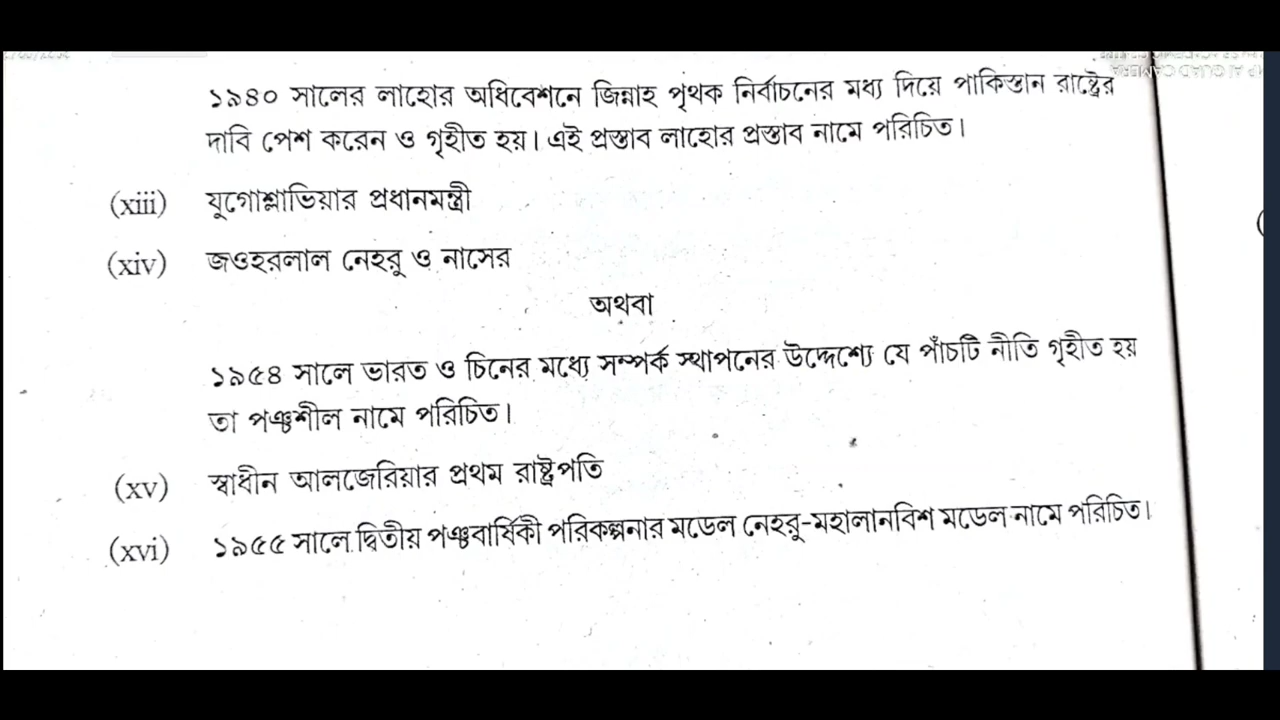 ১৯৪০ সালের লাহোর অধিবেশনে জিন্নাহ পৃথক নির্বাচনের মধ্য দিয়ে পাকিস্তান রাষ্ট্রের
দাবি পেশ করেন ও গৃহীত হয়। এই প্রস্তাব লাহোর প্রস্তাব নামে পরিচিত।
(xiii) যুগোশ্লাভিয়ার প্রধানমন্ত্রী
(xiv) জওহরলাল নেহরু ও নাসের
অথবা
১৯৫৪ সালে ভারত ও চিনের মধ্যে সম্পর্ক স্থাপনের উদ্দেশ্যে যে পাঁচটি নীতি গৃহীত হয়
তা পঞ্চশীল নামে পরিচিত।
(xv) স্বাধীন আলজেরিয়ার প্রথম রাষ্ট্রপতি
(xvi) ১৯৫৫ সালে দ্বিতীয় পঞ্চবার্ষিকী পরিকল্পনার মডেল নেহরু-মহালানবিশ মডেল নামে পরিচিত।